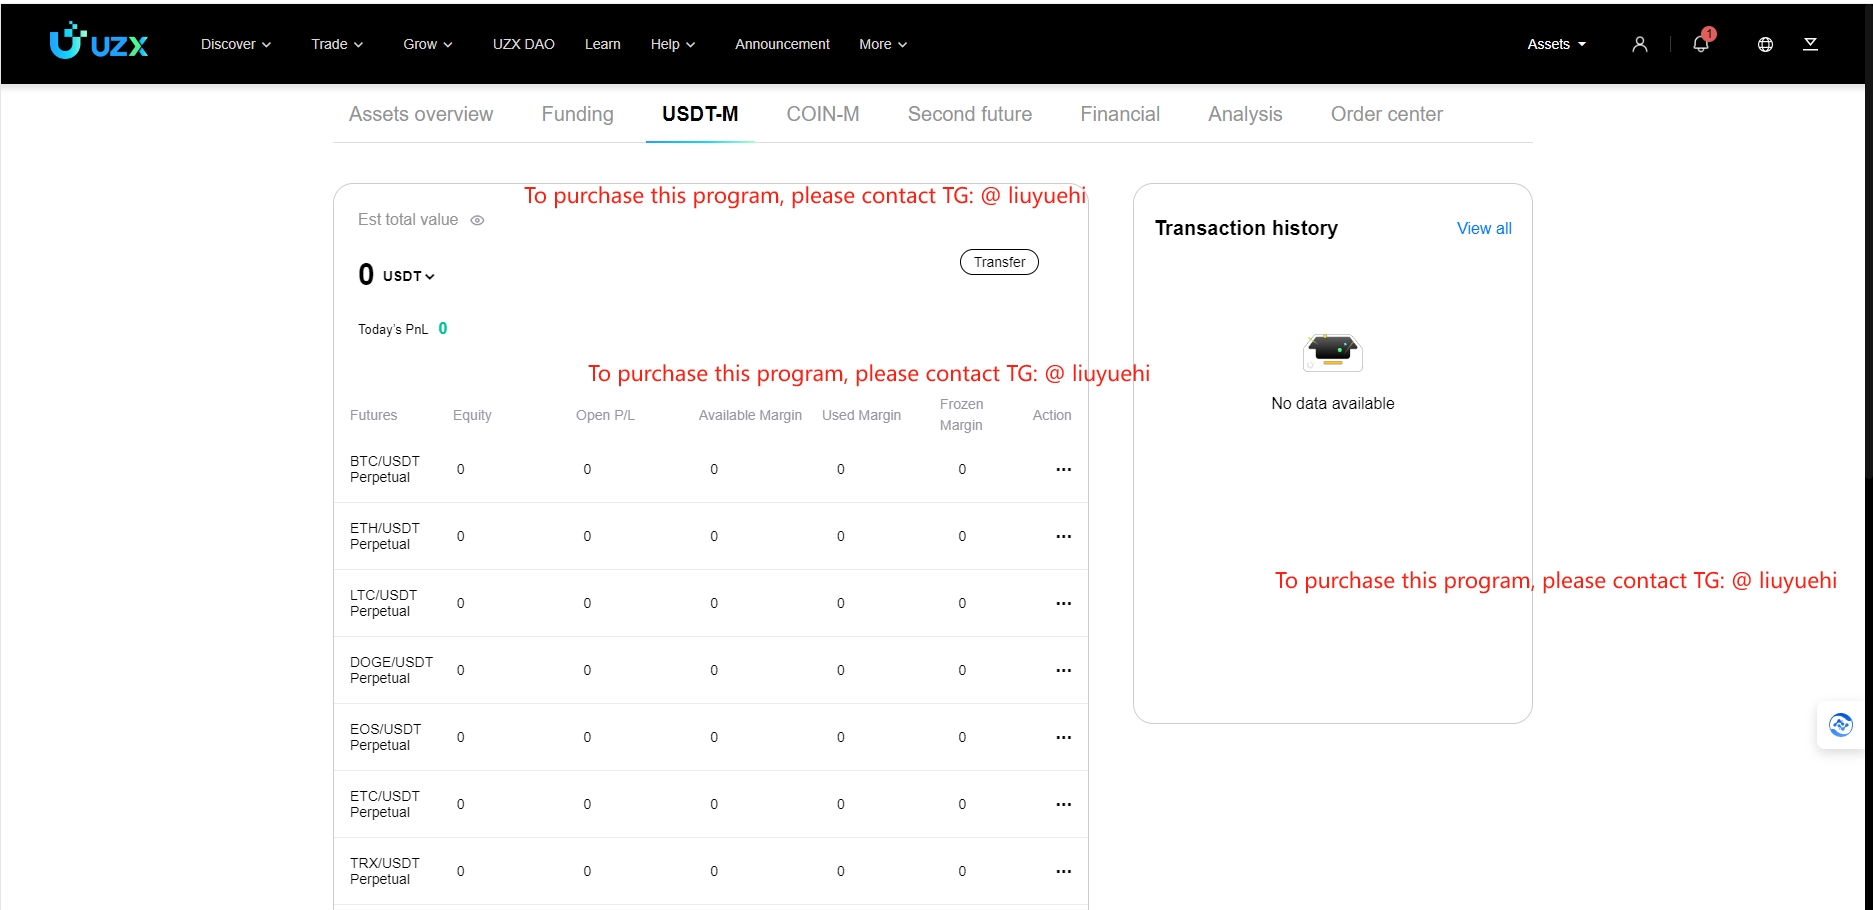 UZX
Discover Trade Grow UZX DAO Learn Help Announcement More Assets 1
Assets overview Funding USDT-M COIN-M Second future Financial Analysis Order center
To purchase this program, please contact TG: @ liuyuehi
Est total value
Transaction history View all
0 USDT
Transfer
Today's PnL 0
To purchase this program, please contact TG: @ liuyuehi
No data available
Futures Equity Open P/L Available Margin Used Margin Frozen Margin Action
BTC/USDT Perpetual 0 0 0 0 0 ...
ETH/USDT Perpetual 0 0 0 0 0 ...
To purchase this program, please contact TG: @ liuyuehi
LTC/USDT Perpetual 0 0 0 0 0 ...
DOGE/USDT Perpetual 0 0 0 0 0 ...
EOS/USDT Perpetual 0 0 0 0 0 ...
ETC/USDT Perpetual 0 0 0 0 0 ...
TRX/USDT Perpetual 0 0 0 0 0 ...